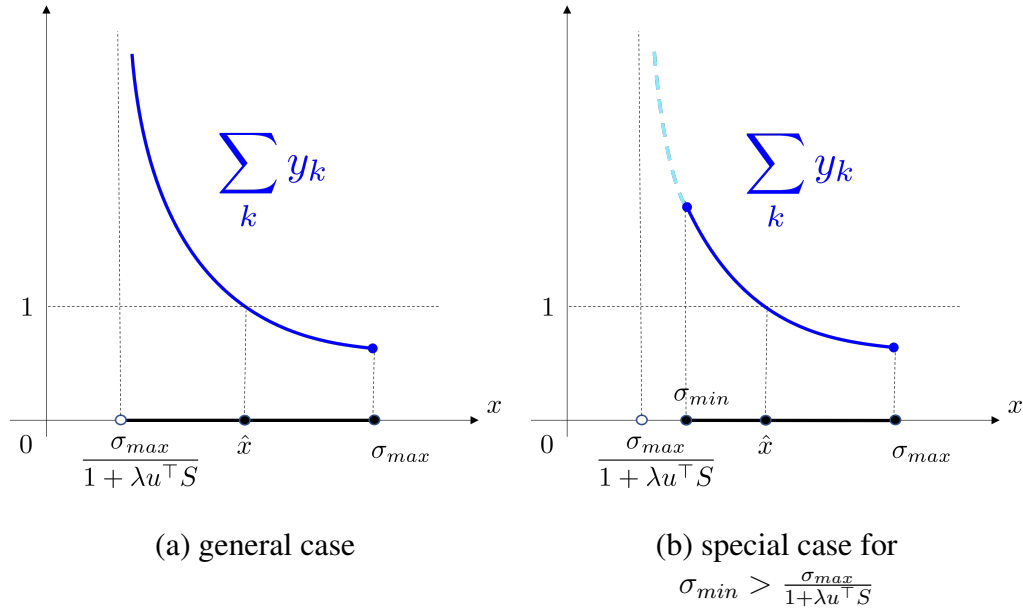 ∑ y_k
k
1
x
0
σ_max / (1 + λu^⊤S)
x̂
σ_max
(a) general case
∑ y_k
k
1
σ_min
x
0
σ_max / (1 + λu^⊤S)
x̂
σ_max
(b) special case for
σ_min > σ_max / (1+λu^⊤S)